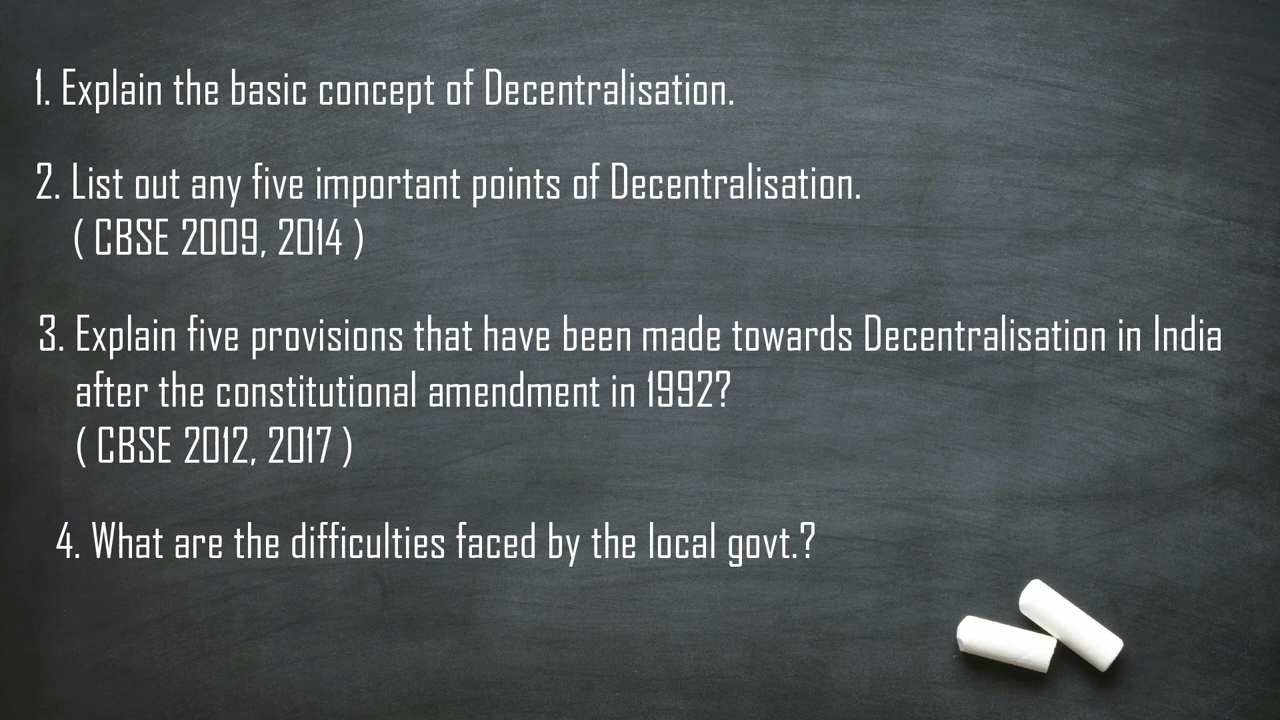 1. Explain the basic concept of Decentralisation.
2. List out any five important points of Decentralisation.
( CBSE 2009, 2014 )
3. Explain five provisions that have been made towards Decentralisation in India
after the constitutional amendment in 1992?
( CBSE 2012, 2017 )
4. What are the difficulties faced by the local govt.?